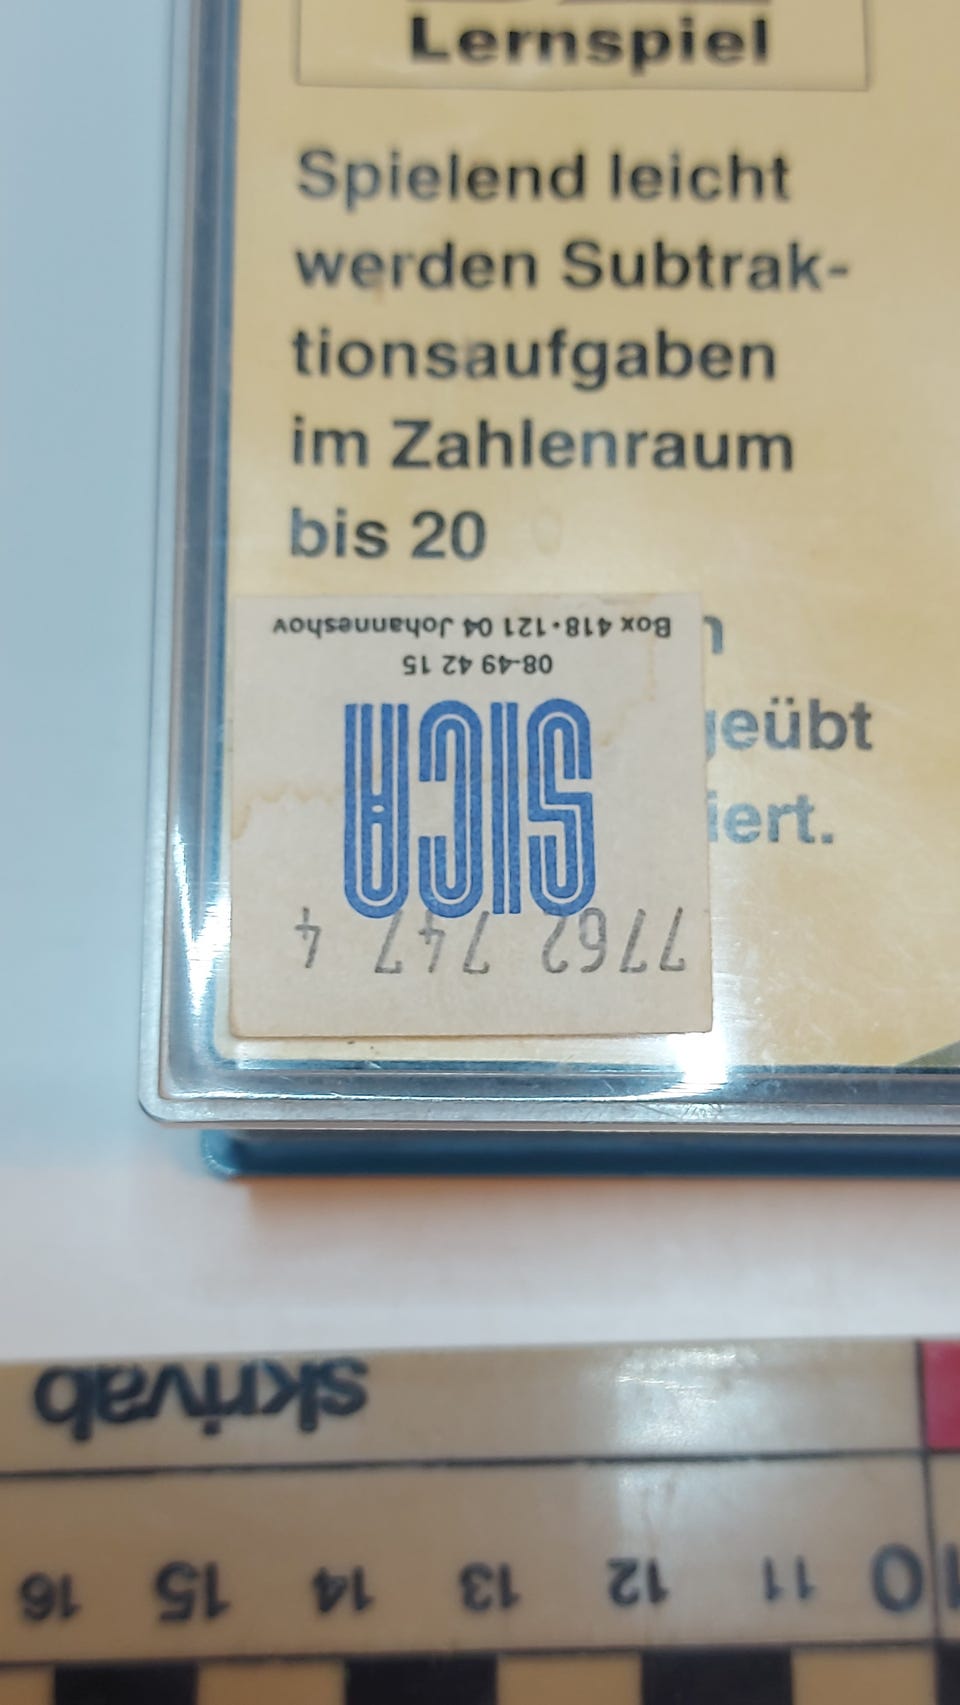 Lernspiel
Spielend leicht
werden Subtrak-
tionsaufgaben
im Zahlenraum
bis 20
geübt
7762 747 4
SICA
08-49 42 15
Box 418•121 04 Johanneshov
10 11 12 13 14 15 16
skrivab